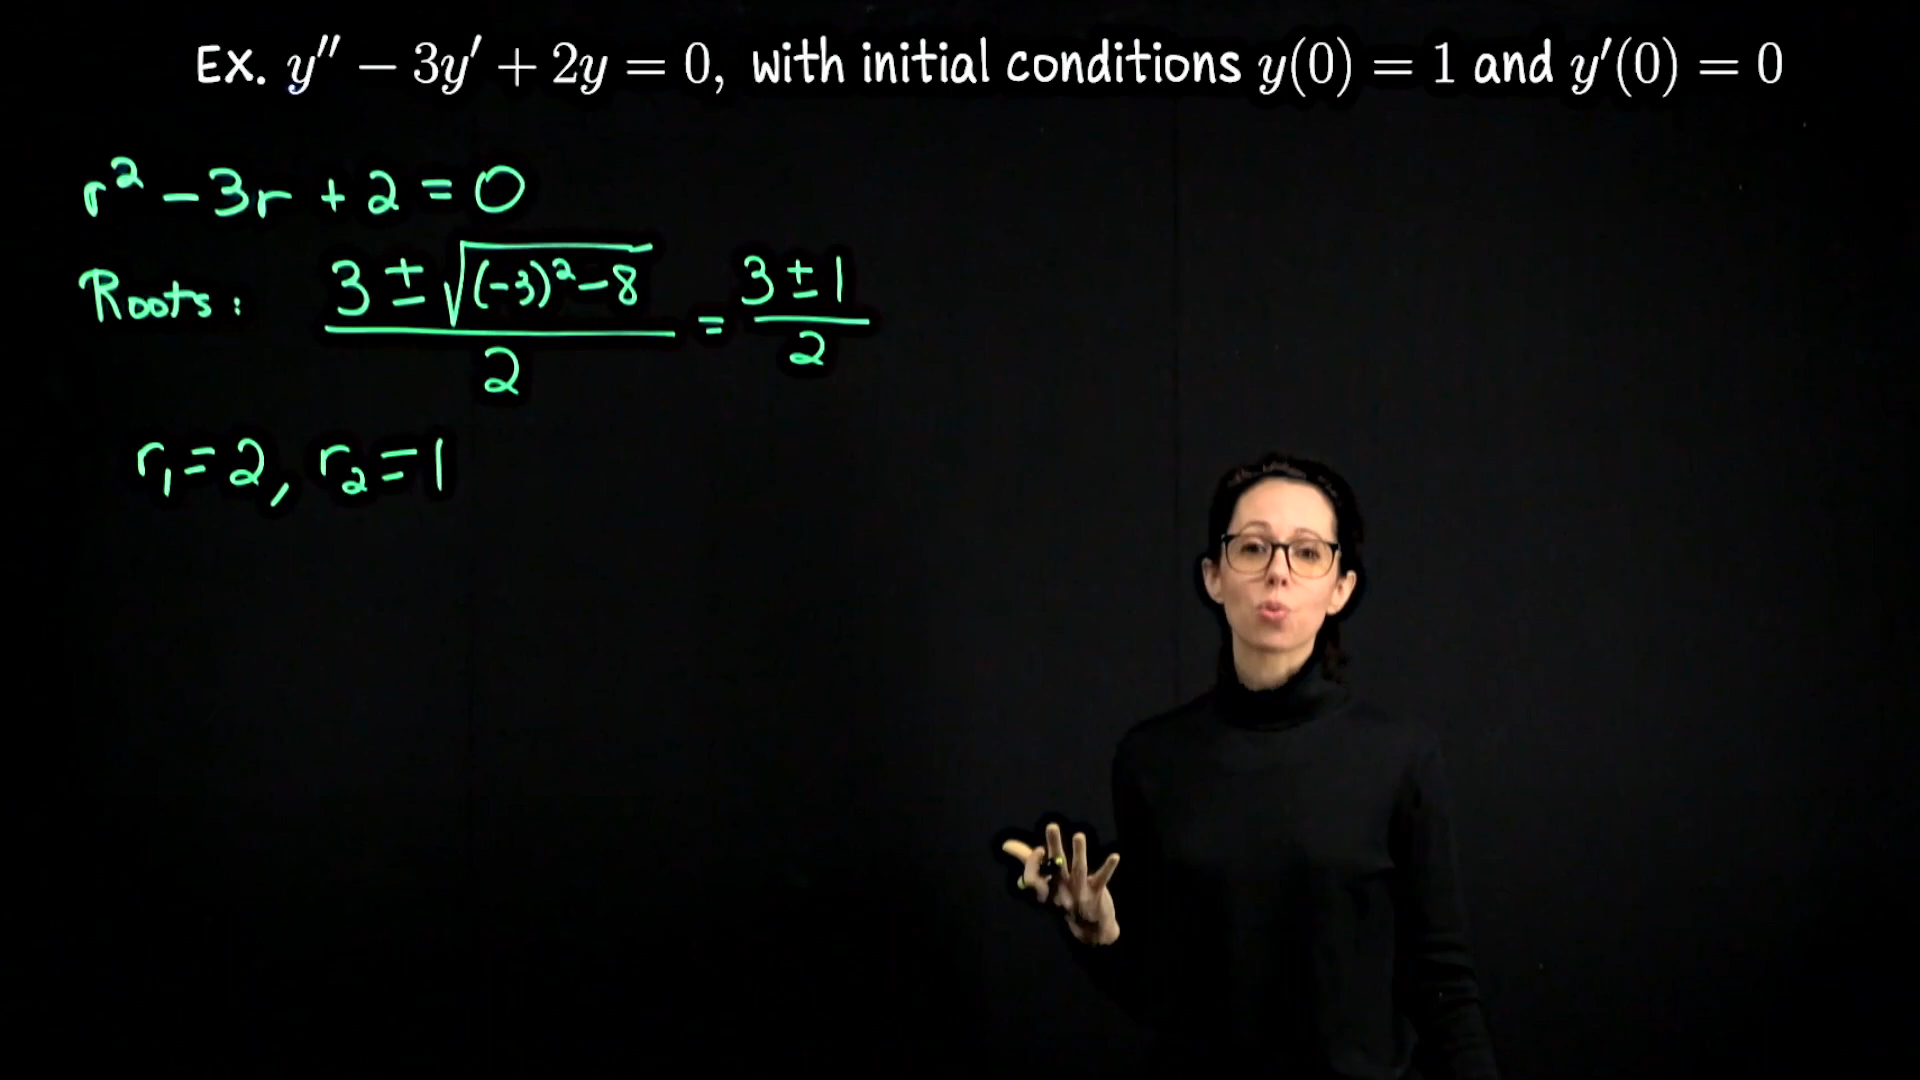 Ex. y'' − 3y' + 2y = 0, with initial conditions y(0) = 1 and y'(0) = 0
r² − 3r + 2 = 0
Roots: (3 ± √((-3)² − 8)) / 2 = (3 ± 1) / 2
r₁ = 2, r₂ = 1